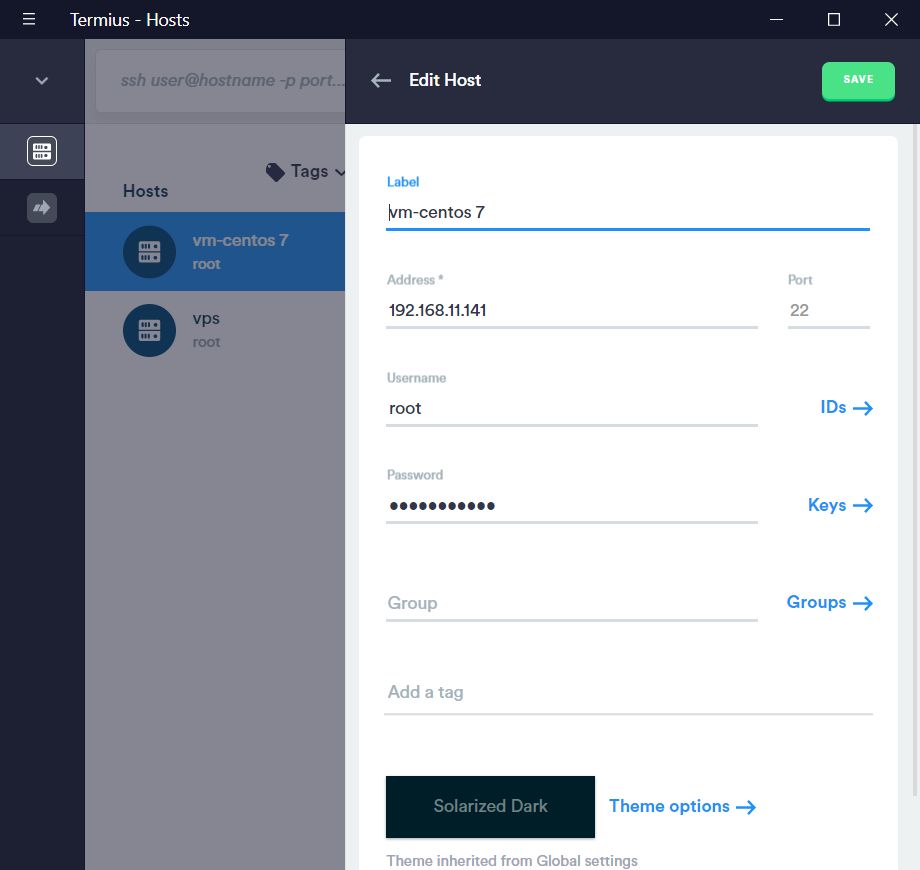 Termius - Hosts
ssh user@hostname -p port...
Edit Host
SAVE
Tags
Hosts
vm-centos 7
root
vps
root
Label
vm-centos 7
Address *
Port
192.168.11.141
22
Username
root
IDs
Password
●●●●●●●●●●●
Keys
Group
Groups
Add a tag
Solarized Dark
Theme options
Theme inherited from Global settings